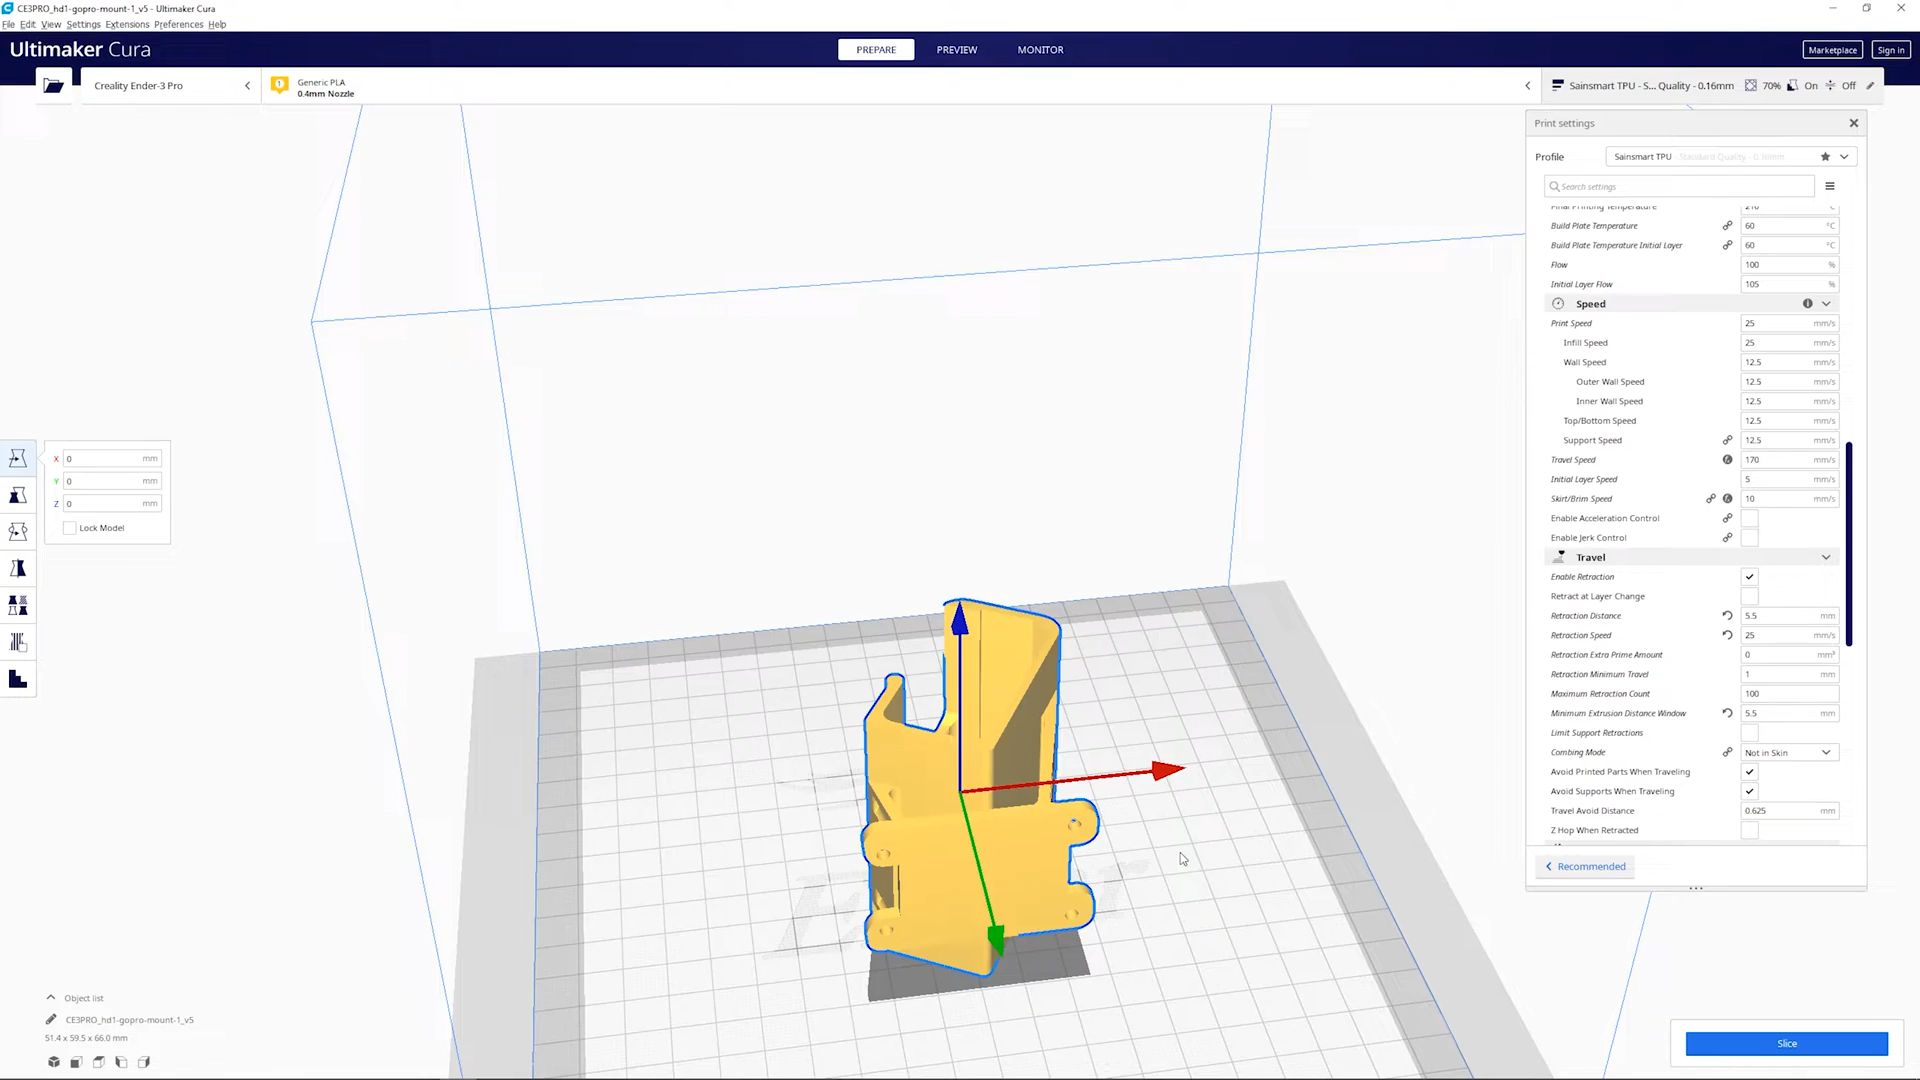 CE3PRO_hd1-gopro-mount-1_v5 - Ultimaker Cura
File Edit View Settings Extensions Preferences Help
Ultimaker Cura
PREPARE
PREVIEW
MONITOR
Marketplace
Sign in
Creality Ender-3 Pro
1
Generic PLA
0.4mm Nozzle
Sainsmart TPU - S... Quality - 0.16mm
70%
On
Off
Print settings
Profile
Sainsmart TPU - Standard Quality - 0.16mm
Search settings
Final Printing Temperature 210 °C
Build Plate Temperature 60 °C
Build Plate Temperature Initial Layer 60 °C
Flow 100 %
Initial Layer Flow 105 %
Speed
Print Speed 25 mm/s
Infill Speed 25 mm/s
Wall Speed 12.5 mm/s
Outer Wall Speed 12.5 mm/s
Inner Wall Speed 12.5 mm/s
Top/Bottom Speed 12.5 mm/s
Support Speed 12.5 mm/s
Travel Speed 170 mm/s
Initial Layer Speed 5 mm/s
Skirt/Brim Speed 10 mm/s
Enable Acceleration Control
Enable Jerk Control
Travel
Enable Retraction
Retract at Layer Change
Retraction Distance 5.5 mm
Retraction Speed 25 mm/s
Retraction Extra Prime Amount 0 mm³
Retraction Minimum Travel 1 mm
Maximum Retraction Count 100
Minimum Extrusion Distance Window 5.5 mm
Limit Support Retractions
Combing Mode Not in Skin
Avoid Printed Parts When Traveling
Avoid Supports When Traveling
Travel Avoid Distance 0.625 mm
Z Hop When Retracted
Recommended
X 0 mm
Y 0 mm
Z 0 mm
Lock Model
Object list
CE3PRO_hd1-gopro-mount-1_v5
51.4 x 59.5 x 66.0 mm
Slice